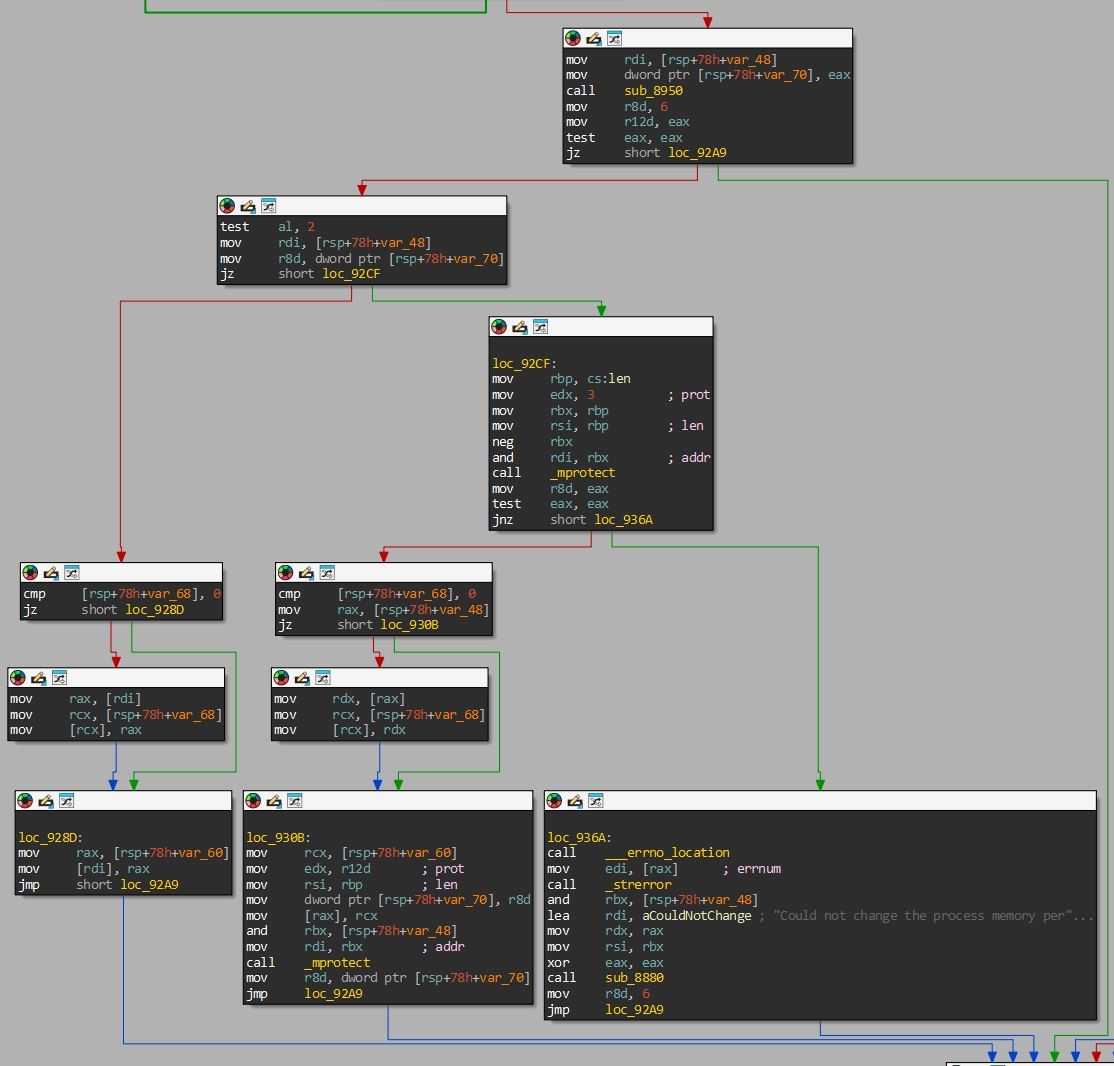 mov rdi, [rsp+78h+var_48]
mov dword ptr [rsp+78h+var_70], eax
call sub_8950
mov r8d, 6
mov r12d, eax
test eax, eax
jz short loc_92A9
test al, 2
mov rdi, [rsp+78h+var_48]
mov r8d, dword ptr [rsp+78h+var_70]
jz short loc_92CF
loc_92CF:
mov rbp, cs:len
mov edx, 3 ; prot
mov rbx, rbp
mov rsi, rbp ; len
neg rbx
and rdi, rbx ; addr
call _mprotect
mov r8d, eax
test eax, eax
jnz short loc_936A
cmp [rsp+78h+var_68], 0
jz short loc_928D
cmp [rsp+78h+var_68], 0
mov rax, [rsp+78h+var_48]
jz short loc_930B
mov rax, [rdi]
mov rcx, [rsp+78h+var_68]
mov [rcx], rax
mov rdx, [rax]
mov rcx, [rsp+78h+var_68]
mov [rcx], rdx
loc_928D:
mov rax, [rsp+78h+var_60]
mov [rdi], rax
jmp short loc_92A9
loc_930B:
mov rcx, [rsp+78h+var_60]
mov edx, r12d ; prot
mov rsi, rbp ; len
mov dword ptr [rsp+78h+var_70], r8d
mov [rax], rcx
and rbx, [rsp+78h+var_48]
mov rdi, rbx ; addr
call _mprotect
mov r8d, dword ptr [rsp+78h+var_70]
jmp loc_92A9
loc_936A:
call ___errno_location
mov edi, [rax] ; errnum
call _strerror
and rbx, [rsp+78h+var_48]
lea rdi, aCouldNotChange ; "Could not change the process memory per"...
mov rdx, rax
mov rsi, rbx
xor eax, eax
call sub_8880
mov r8d, 6
jmp loc_92A9